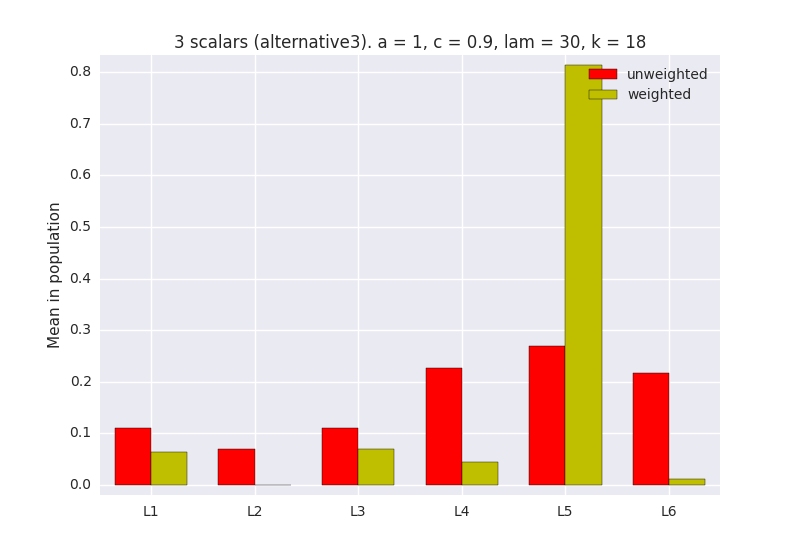 3 scalars (alternative3). a = 1, c = 0.9, lam = 30, k = 18
unweighted
weighted
Mean in population
0.8
0.7
0.6
0.5
0.4
0.3
0.2
0.1
0.0
L1 L2 L3 L4 L5 L6